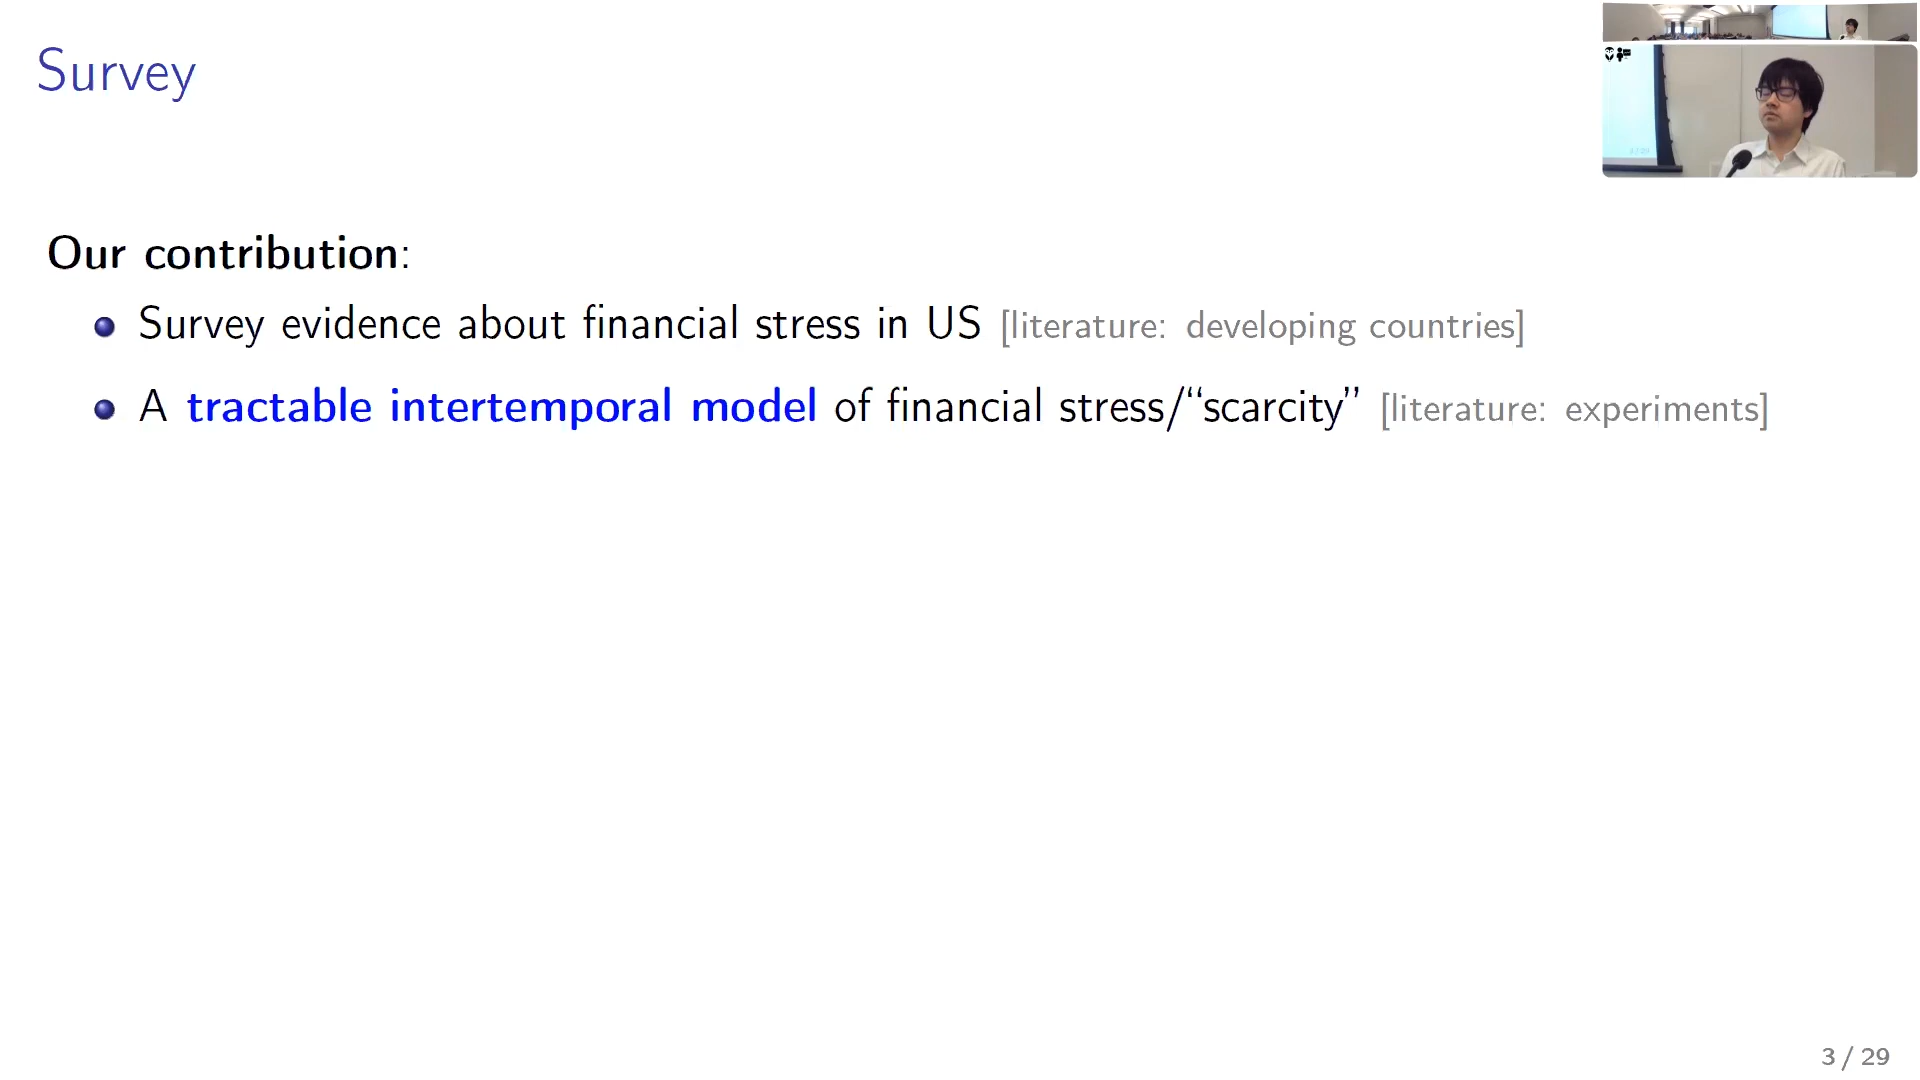 Survey
Our contribution:
Survey evidence about financial stress in US [literature: developing countries]
A tractable intertemporal model of financial stress/“scarcity” [literature: experiments]
3 / 29